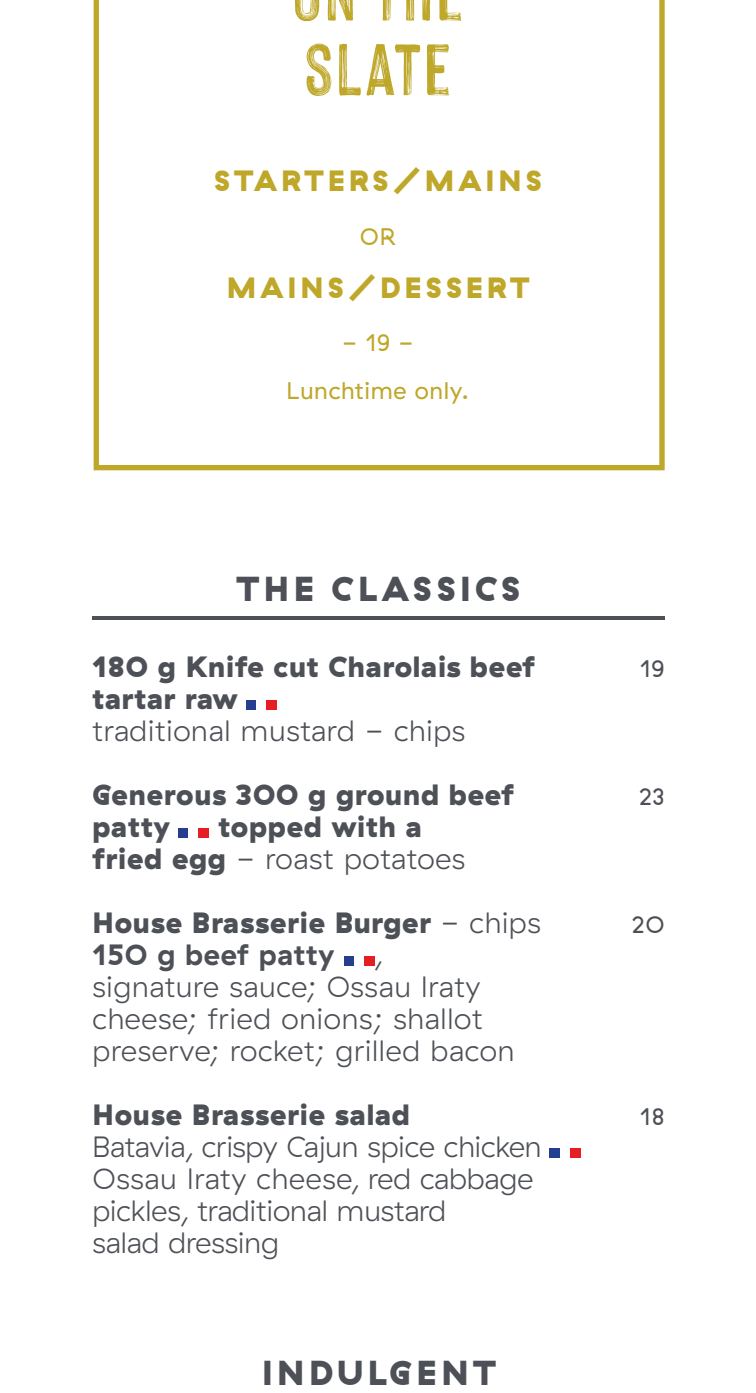 ON THE
SLATE
STARTERS/MAINS
OR
MAINS/DESSERT
– 19 –
Lunchtime only.
THE CLASSICS
180 g Knife cut Charolais beef 19
tartar raw
traditional mustard – chips
Generous 300 g ground beef 23
patty topped with a
fried egg – roast potatoes
House Brasserie Burger – chips 20
150 g beef patty ,
signature sauce; Ossau Iraty
cheese; fried onions; shallot
preserve; rocket; grilled bacon
House Brasserie salad 18
Batavia, crispy Cajun spice chicken
Ossau Iraty cheese, red cabbage
pickles, traditional mustard
salad dressing
INDULGENT